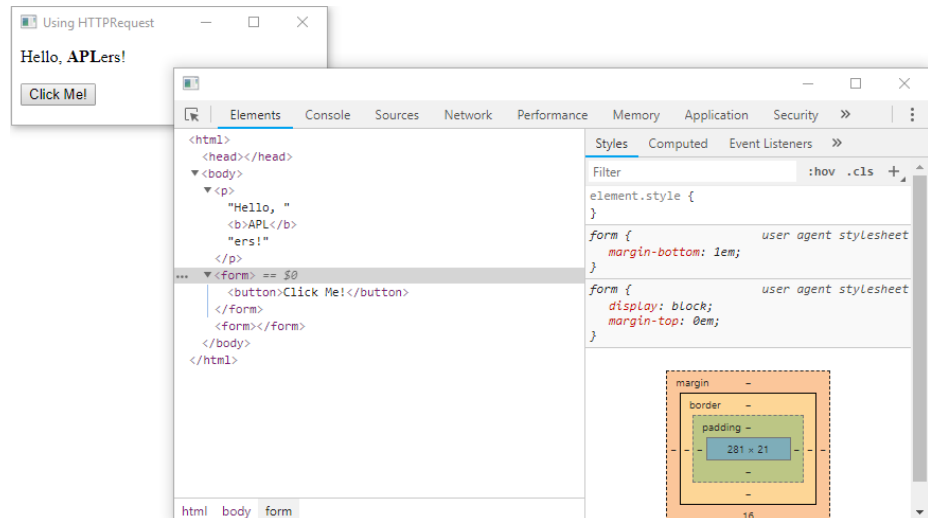 Using HTTPRequest
Hello, APLers!
Click Me!
Elements Console Sources Network Performance Memory Application Security »
<html>
<head></head>
▼<body>
▼<p>
"Hello, "
<b>APL</b>
"ers!"
</p>
... ▼<form> == $0
<button>Click Me!</button>
</form>
<form></form>
</body>
</html>
html body form
Styles Computed Event Listeners »
Filter :hov .cls +
element.style {
}
form { user agent stylesheet
margin-bottom: 1em;
}
form { user agent stylesheet
display: block;
margin-top: 0em;
}
margin -
border -
padding -
- - - 281 × 21 - - -
-
-
16